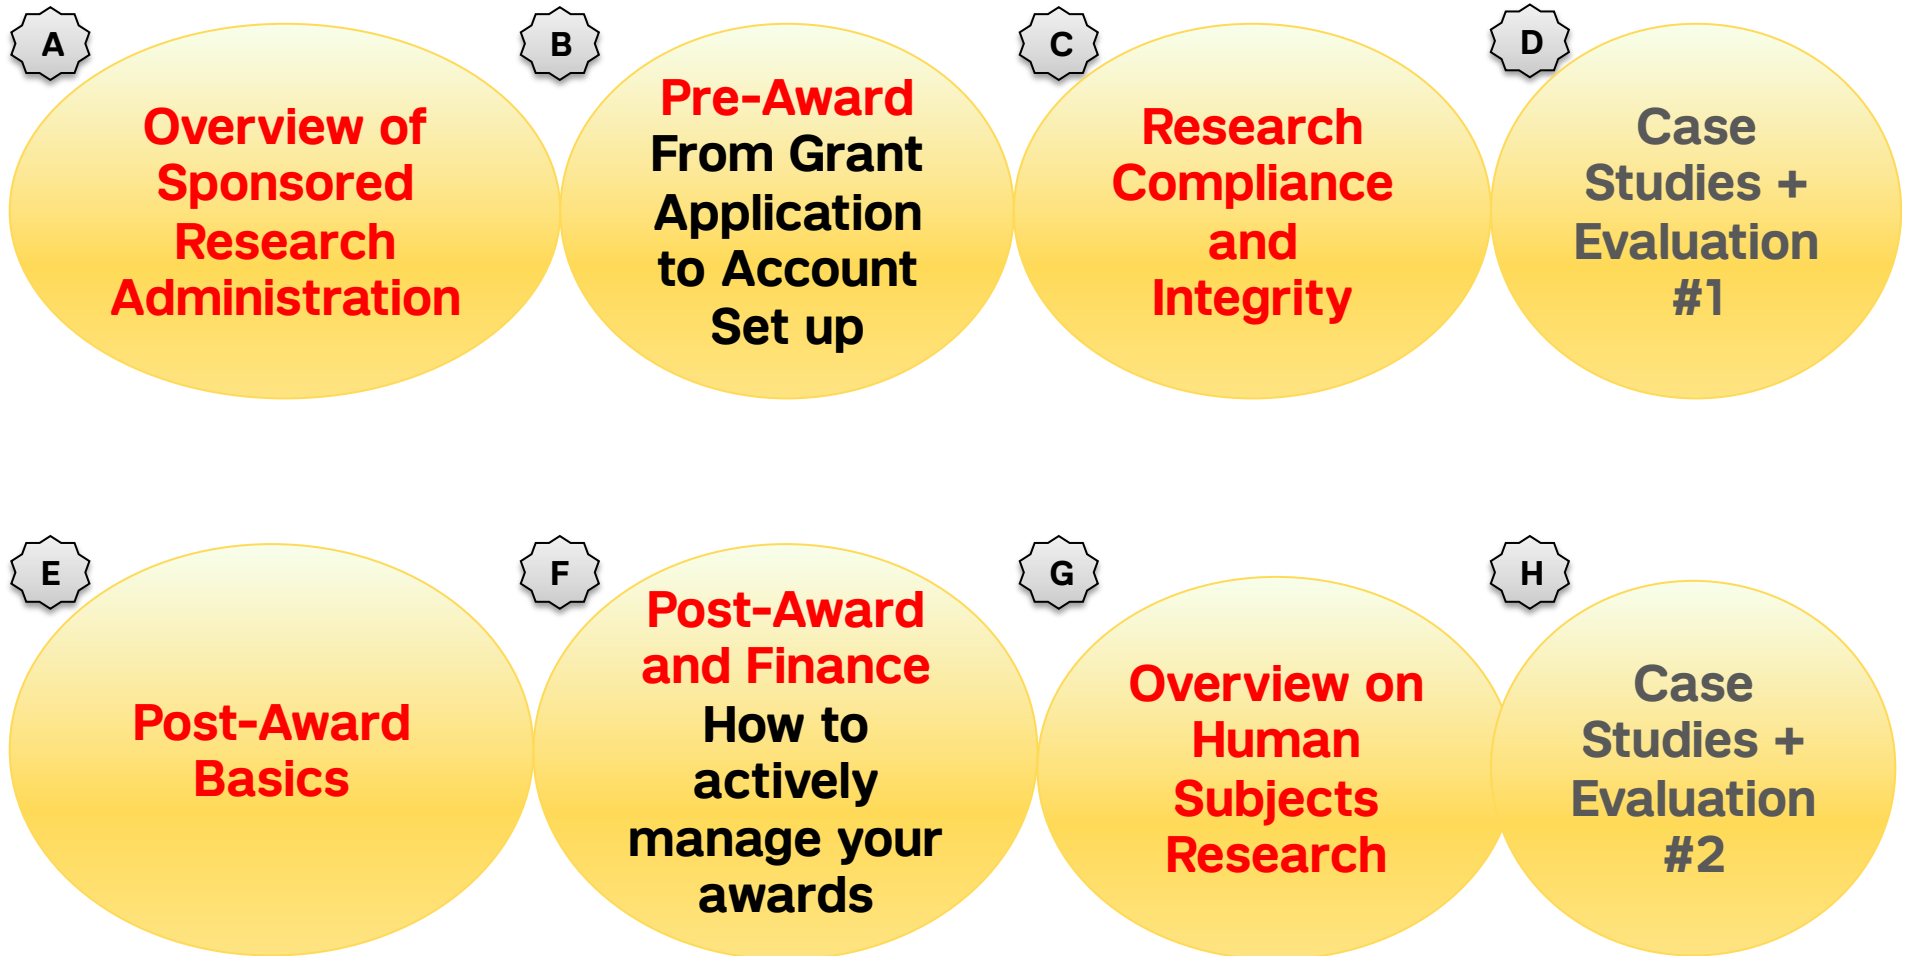 A
Overview of
Sponsored
Research
Administration
B
Pre-Award
From Grant
Application
to Account
Set up
C
Research
Compliance
and
Integrity
D
Case
Studies +
Evaluation
#1
E
Post-Award
Basics
F
Post-Award
and Finance
How to
actively
manage your
awards
G
Overview on
Human
Subjects
Research
H
Case
Studies +
Evaluation
#2